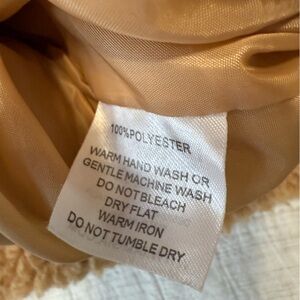 100%POLYESTER
WARM HAND WASH OR
GENTLE MACHINE WASH
DO NOT BLEACH
DRY FLAT
WARM IRON
DO NOT TUMBLE DRY